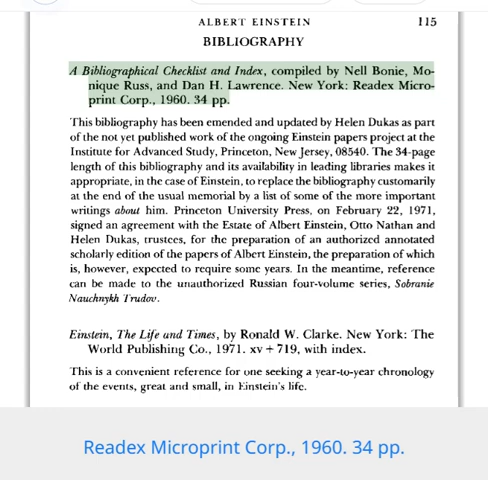 ALBERT EINSTEIN 115
BIBLIOGRAPHY
A Bibliographical Checklist and Index, compiled by Nell Bonie, Mo-
nique Russ, and Dan H. Lawrence. New York: Readex Micro-
print Corp., 1960. 34 pp.
This bibliography has been emended and updated by Helen Dukas as part
of the not yet published work of the ongoing Einstein papers project at the
Institute for Advanced Study, Princeton, New Jersey, 08540. The 34-page
length of this bibliography and its availability in leading libraries makes it
appropriate, in the case of Einstein, to replace the bibliography customarily
at the end of the usual memorial by a list of some of the more important
writings about him. Princeton University Press, on February 22, 1971,
signed an agreement with the Estate of Albert Einstein, Otto Nathan and
Helen Dukas, trustees, for the preparation of an authorized annotated
scholarly edition of the papers of Albert Einstein, the preparation of which
is, however, expected to require some years. In the meantime, reference
can be made to the unauthorized Russian four-volume series, Sobranie
Nauchnykh Trudov.
Einstein, The Life and Times, by Ronald W. Clarke. New York: The
World Publishing Co., 1971. xv + 719, with index.
This is a convenient reference for one seeking a year-to-year chronology
of the events, great and small, in Einstein's life.
Readex Microprint Corp., 1960. 34 pp.